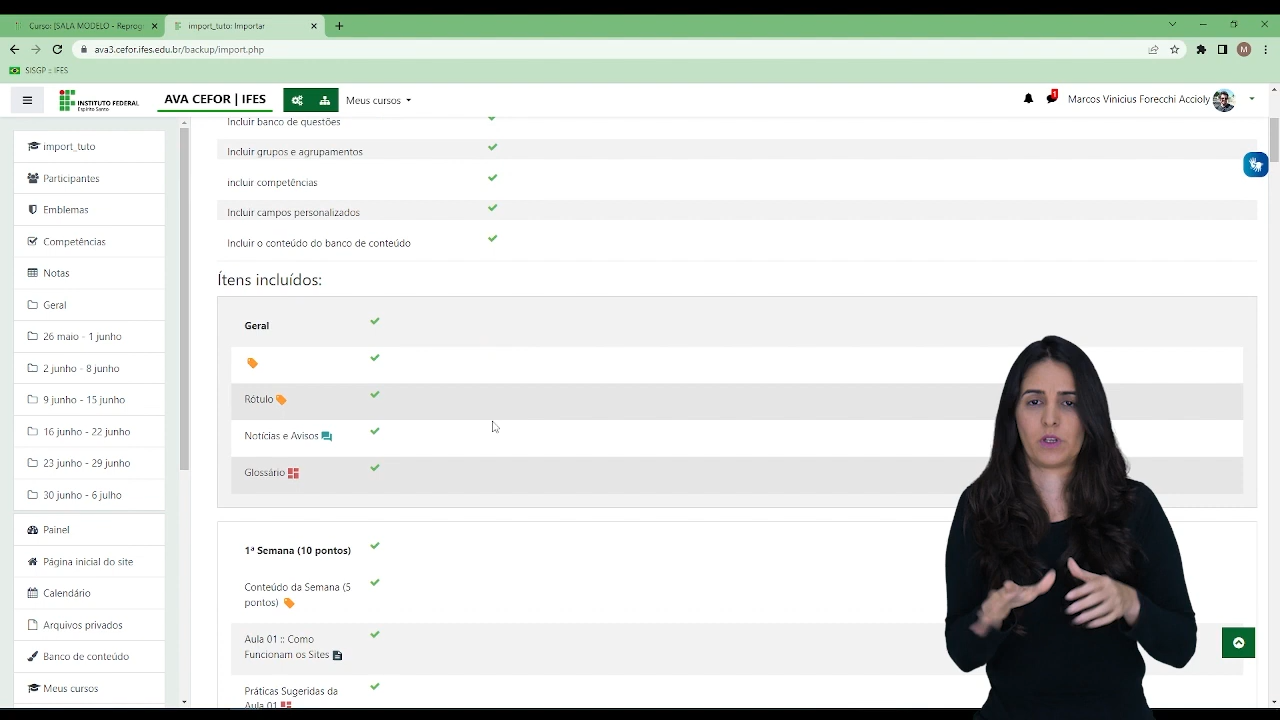 Curso: [SALA MODELO - Reprog
import_tuto: Importar
ava3.cefor.ifes.edu.br/backup/import.php
M
SISGP :: IFES
INSTITUTO FEDERAL
Espírito Santo
AVA CEFOR | IFES
Meus cursos
1
Marcos Vinicius Forecchi Accioly
import_tuto
Participantes
Emblemas
Competências
Notas
Geral
26 maio - 1 junho
2 junho - 8 junho
9 junho - 15 junho
16 junho - 22 junho
23 junho - 29 junho
30 junho - 6 julho
Painel
Página inicial do site
Calendário
Arquivos privados
Banco de conteúdo
Meus cursos
Incluir banco de questões
Incluir grupos e agrupamentos
incluir competências
Incluir campos personalizados
Incluir o conteúdo do banco de conteúdo
Ítens incluídos:
Geral
Rótulo
Notícias e Avisos
Glossário
1ª Semana (10 pontos)
Conteúdo da Semana (5
pontos)
Aula 01 :: Como
Funcionam os Sites
Práticas Sugeridas da
Aula 01